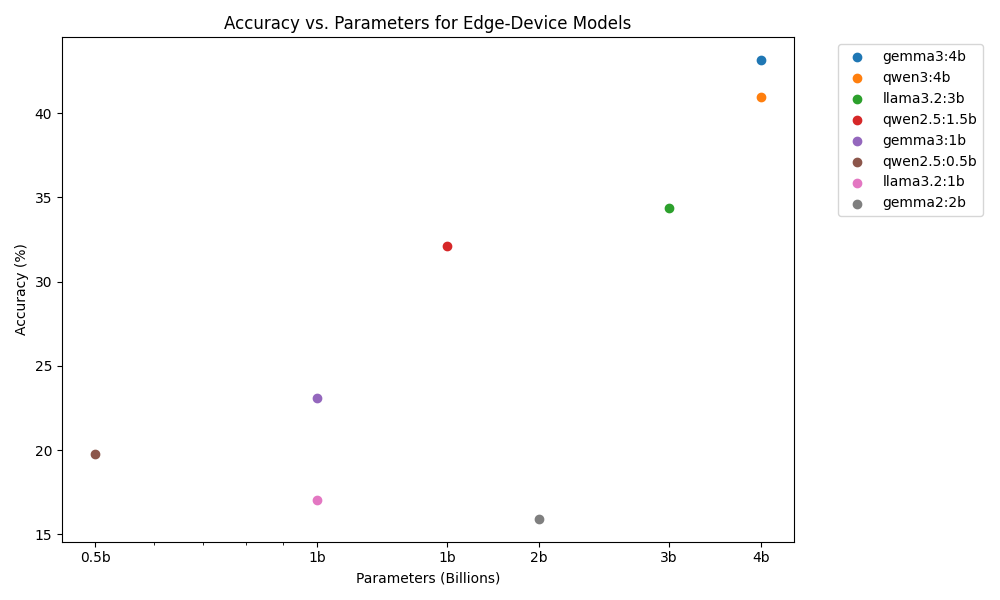 Accuracy vs. Parameters for Edge-Device Models
gemma3:4b
qwen3:4b
llama3.2:3b
qwen2.5:1.5b
gemma3:1b
qwen2.5:0.5b
llama3.2:1b
gemma2:2b
Accuracy (%)
40
35
30
25
20
15
0.5b 1b 1b 2b 3b 4b
Parameters (Billions)